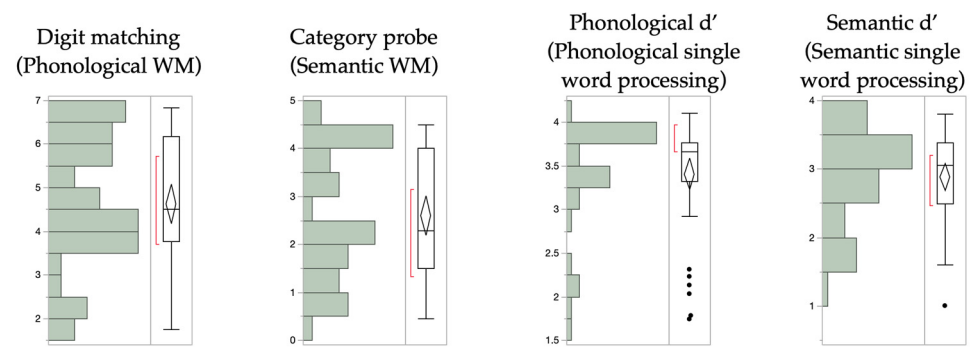 Digit matching
(Phonological WM)
7
6
5
4
3
2
Category probe
(Semantic WM)
5
4
3
2
1
0
Phonological d’
(Phonological single
word processing)
4
3.5
3
2.5
2
1.5
Semantic d’
(Semantic single
word processing)
4
3
2
1